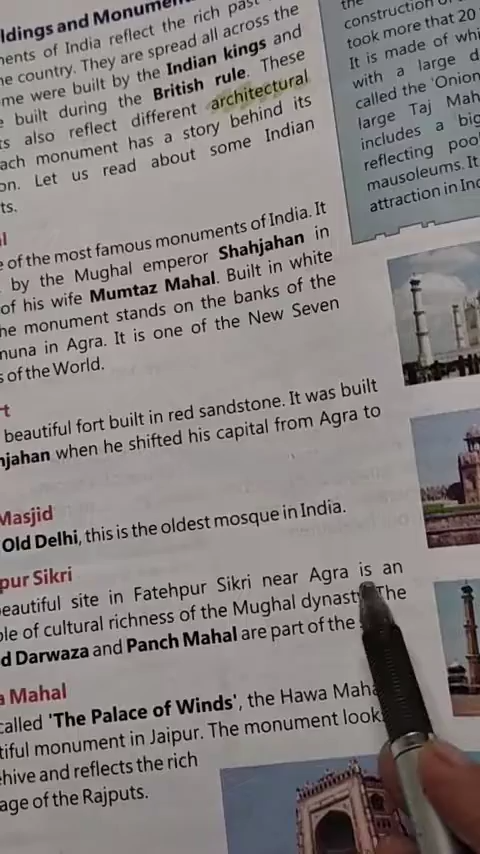 ldings and Monumen
ents of India reflect the rich past
e country. They are spread all across the
me were built by the Indian kings and
built during the British rule. These
ts also reflect different architectural
ach monument has a story behind its
on. Let us read about some Indian
ts.
l
of the most famous monuments of India. It
by the Mughal emperor Shahjahan in
of his wife Mumtaz Mahal. Built in white
he monument stands on the banks of the
muna in Agra. It is one of the New Seven
s of the World.
rt
beautiful fort built in red sandstone. It was built
hjahan when he shifted his capital from Agra to
Masjid
Old Delhi, this is the oldest mosque in India.
pur Sikri
beautiful site in Fatehpur Sikri near Agra is an
ple of cultural richness of the Mughal dynasty. The
d Darwaza and Panch Mahal are part of the
a Mahal
called 'The Palace of Winds', the Hawa Maha
tiful monument in Jaipur. The monument look
ehive and reflects the rich
age of the Rajputs.
the
construction o
took more that 20
It is made of whi
with a large d
called the 'Onion
large Taj Mah
includes a big
reflecting poo
mausoleums. It
attraction in Ind